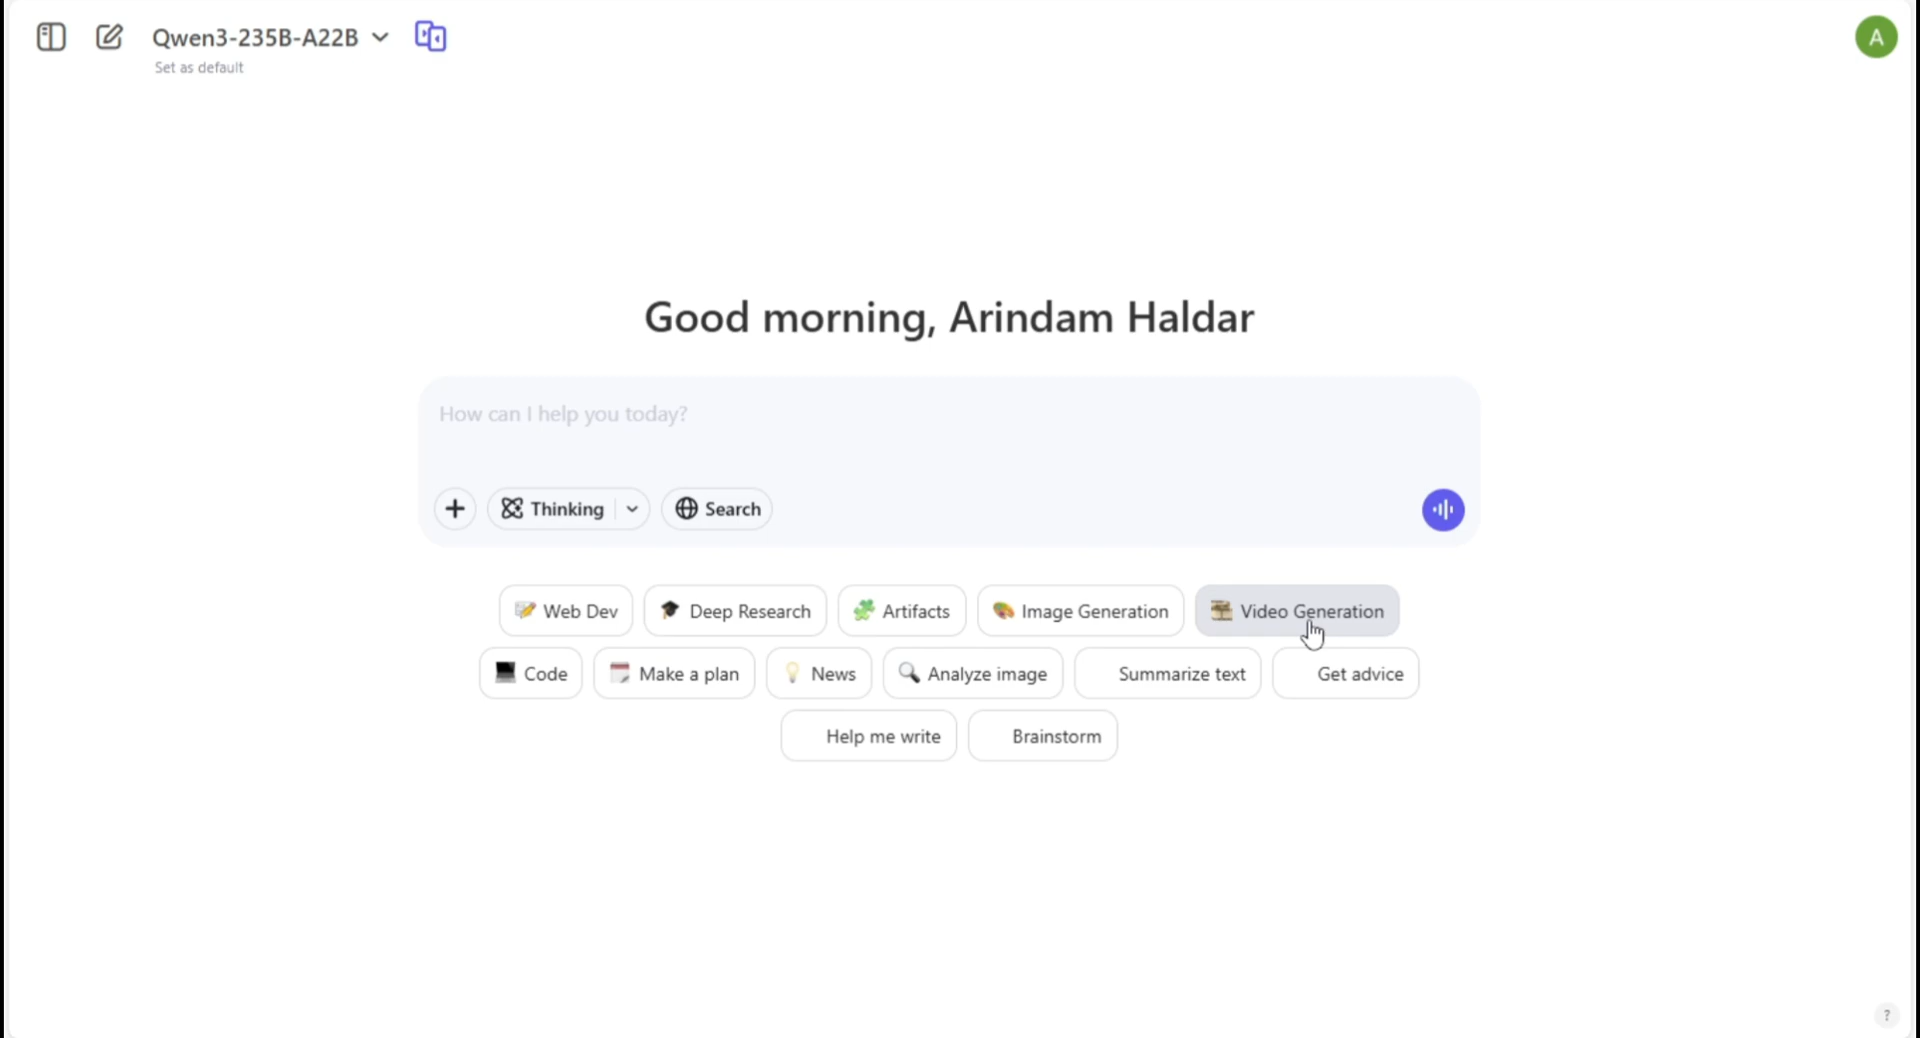 Qwen3-235B-A22B
A
Set as default
Good morning, Arindam Haldar
How can I help you today?
Thinking Search
Web Dev Deep Research Artifacts Image Generation Video Generation
Code Make a plan News Analyze image Summarize text Get advice
Help me write Brainstorm
?